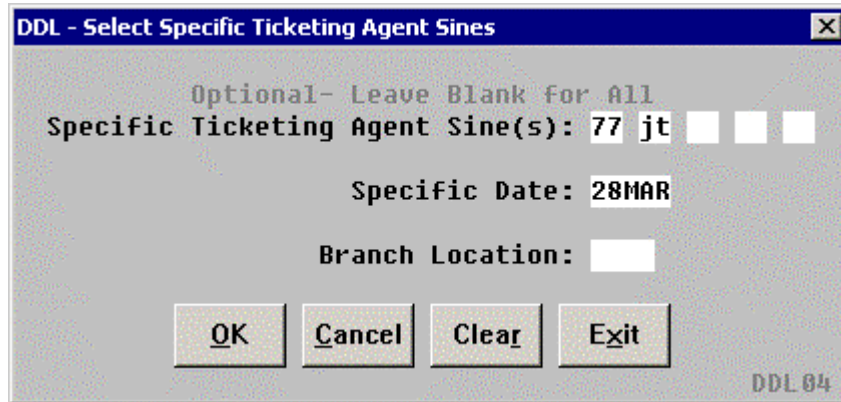 DDL - Select Specific Ticketing Agent Sines
Optional- Leave Blank for All
Specific Ticketing Agent Sine(s): 77 jt
Specific Date: 28MAR
Branch Location:
OK Cancel Clear Exit
DDL04